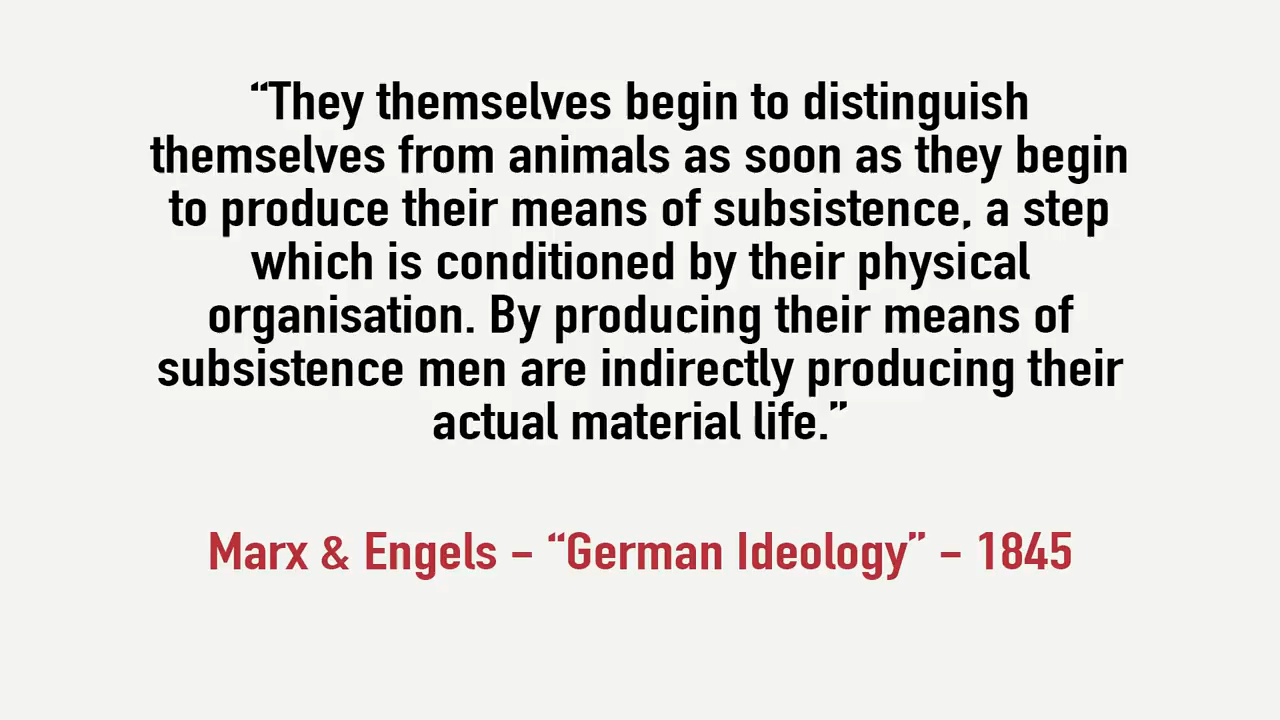 “They themselves begin to distinguish
themselves from animals as soon as they begin
to produce their means of subsistence, a step
which is conditioned by their physical
organisation. By producing their means of
subsistence men are indirectly producing their
actual material life.”
Marx & Engels – “German Ideology” – 1845